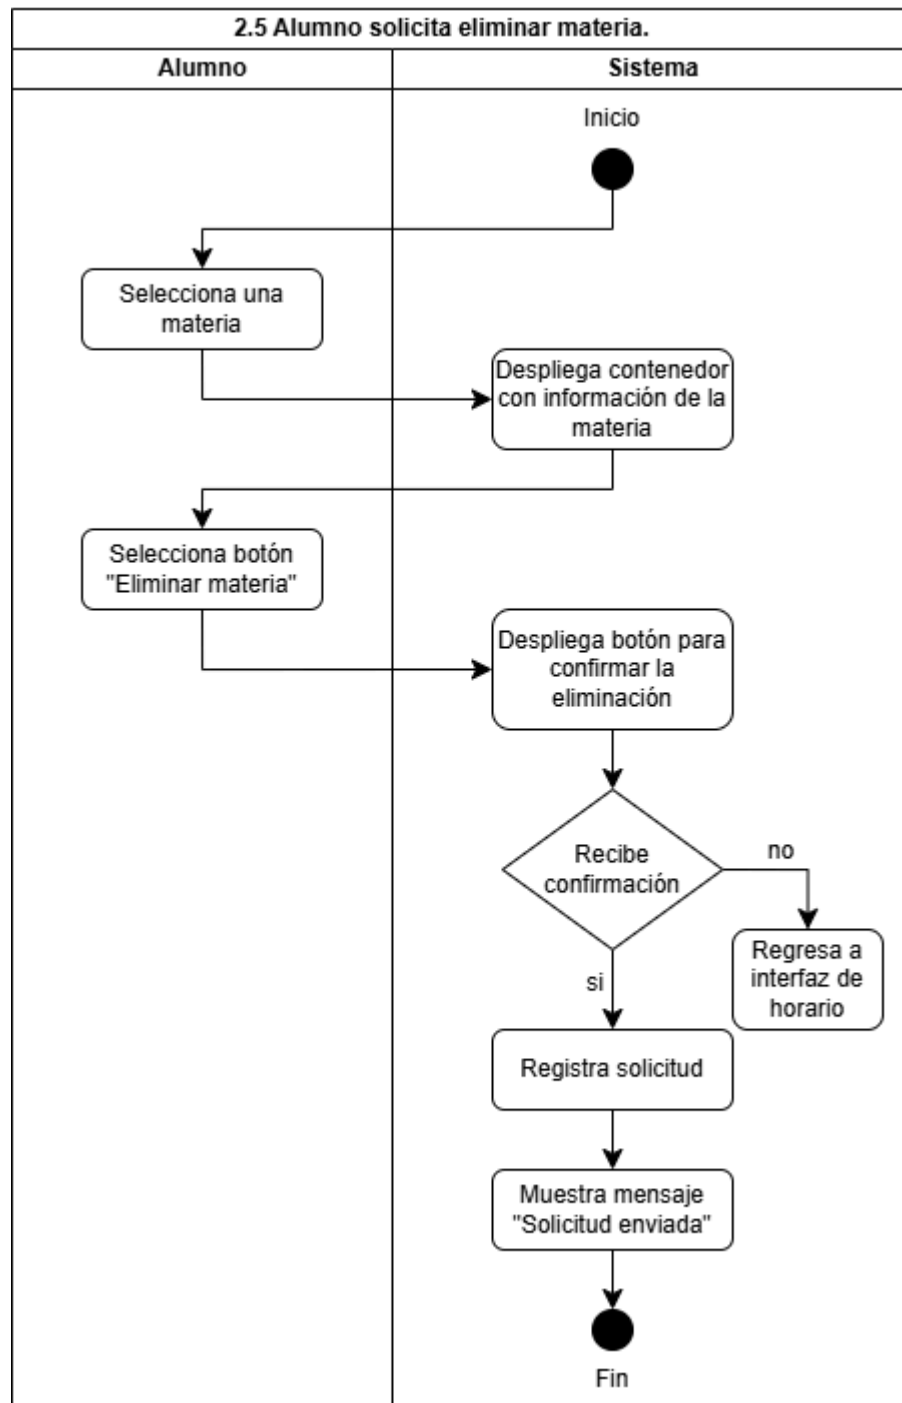 2.5 Alumno solicita eliminar materia.
Alumno
Sistema
Inicio
Selecciona una
materia
Despliega contenedor
con información de la
materia
Selecciona botón
"Eliminar materia"
Despliega botón para
confirmar la
eliminación
Recibe
confirmación
no
Regresa a
interfaz de
horario
si
Registra solicitud
Muestra mensaje
"Solicitud enviada"
Fin